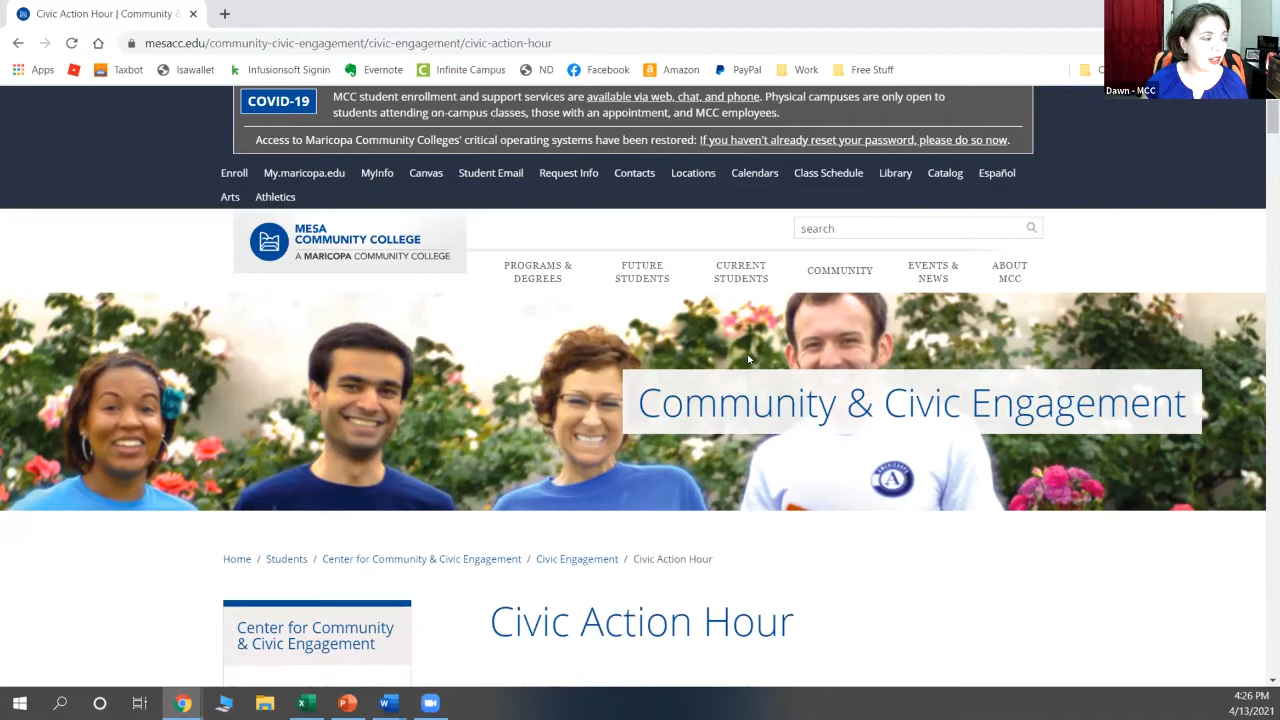 Civic Action Hour | Community &
mesacc.edu/community-civic-engagement/civic-engagement/civic-action-hour
Apps Taxbot Isawallet Infusionsoft Signin Evernote Infinite Campus Facebook Amazon PayPal Work Free Stuff
Dawn - MCC
COVID-19
MCC student enrollment and support services are available via web, chat, and phone. Physical campuses are only open to
students attending on-campus classes, those with an appointment, and MCC employees.
Access to Maricopa Community Colleges' critical operating systems have been restored: If you haven't already reset your password, please do so now.
Enroll My.maricopa.edu MyInfo Canvas Student Email Request Info Contacts Locations Calendars Class Schedule Library Catalog Español
Arts Athletics
MESA
COMMUNITY COLLEGE
A MARICOPA COMMUNITY COLLEGE
search
PROGRAMS &
DEGREES
FUTURE
STUDENTS
CURRENT
STUDENTS
COMMUNITY
EVENTS &
NEWS
ABOUT
MCC
Community & Civic Engagement
A
Home / Students / Center for Community & Civic Engagement / Civic Engagement / Civic Action Hour
Center for Community
& Civic Engagement
Civic Action Hour
4:26 PM
4/13/2021